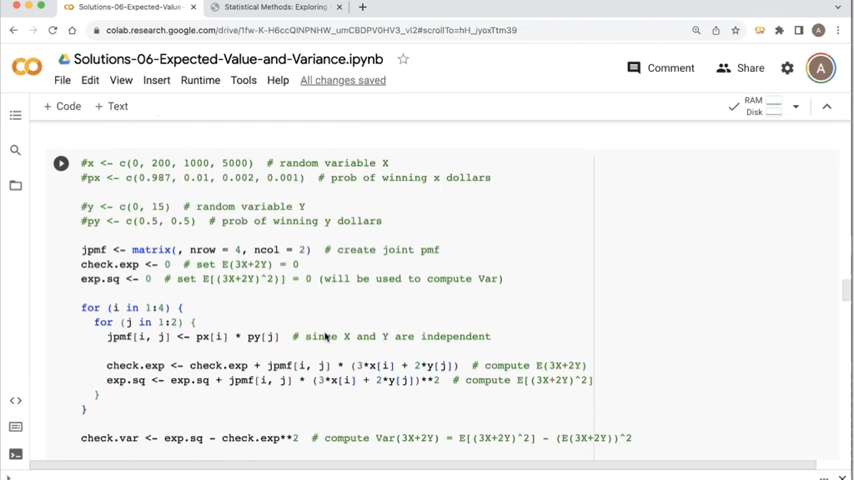 Solutions-06-Expected-Value-
Statistical Methods: Exploring
colab.research.google.com/drive/1fw-K-H6ccQINPNHW_umCBDPV0HV3_vl2#scrollTo=hH_jyoxTtm39
A
Solutions-06-Expected-Value-and-Variance.ipynb
File Edit View Insert Runtime Tools Help All changes saved
Comment Share A
+ Code + Text
RAM
Disk
#x <- c(0, 200, 1000, 5000) # random variable X
#px <- c(0.987, 0.01, 0.002, 0.001) # prob of winning x dollars
#y <- c(0, 15) # random variable Y
#py <- c(0.5, 0.5) # prob of winning y dollars
jpmf <- matrix(, nrow = 4, ncol = 2) # create joint pmf
check.exp <- 0 # set E(3X+2Y) = 0
exp.sq <- 0 # set E[(3X+2Y)^2)] = 0 (will be used to compute Var)
for (i in 1:4) {
for (j in 1:2) {
jpmf[i, j] <- px[i] * py[j] # since X and Y are independent
check.exp <- check.exp + jpmf[i, j] * (3*x[i] + 2*y[j]) # compute E(3X+2Y)
exp.sq <- exp.sq + jpmf[i, j] * (3*x[i] + 2*y[j])**2 # compute E[(3X+2Y)^2]
}
}
check.var <- exp.sq - check.exp**2 # compute Var(3X+2Y) = E[(3X+2Y)^2] - (E(3X+2Y))^2